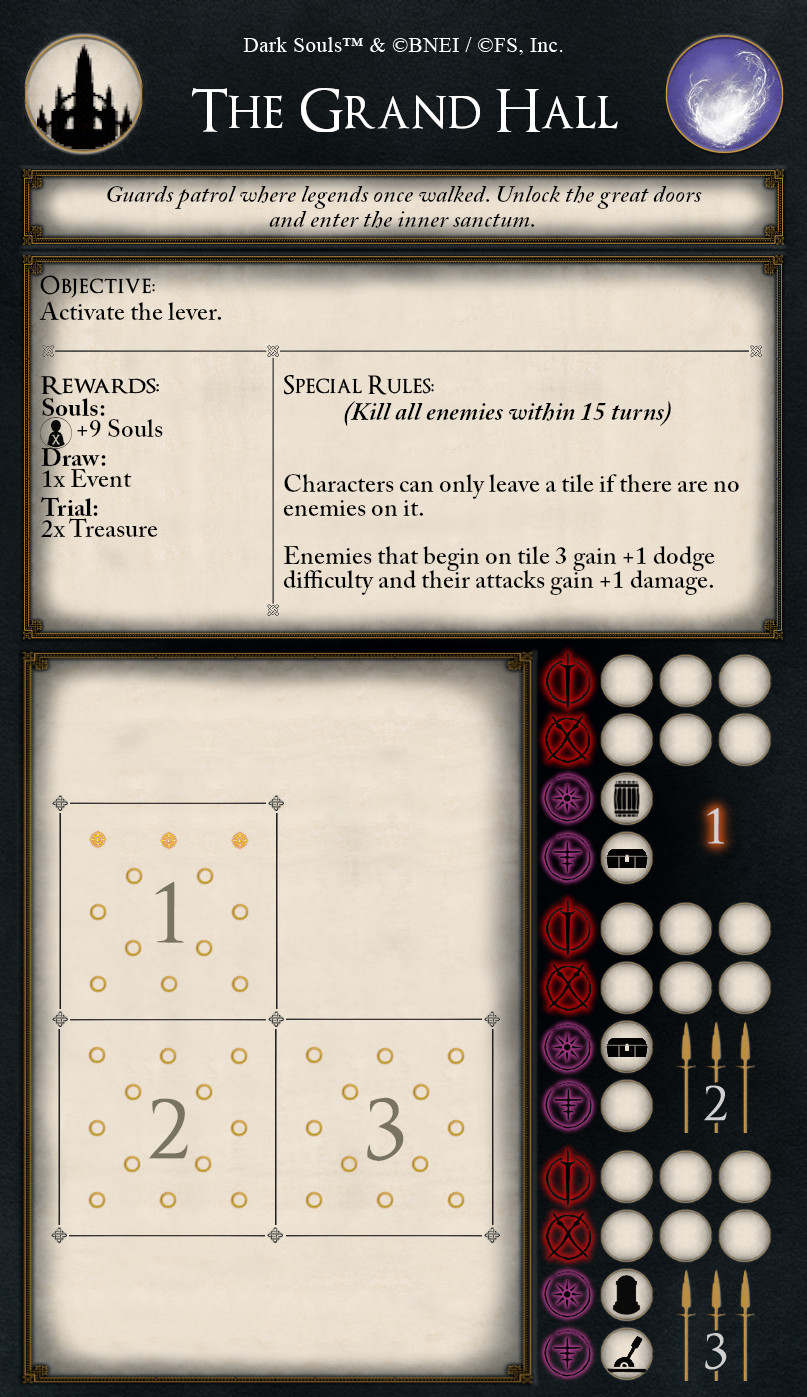 Dark Souls™ & ©BNEI / ©FS, Inc.
The Grand Hall
Guards patrol where legends once walked. Unlock the great doors
and enter the inner sanctum.
Objective:
Activate the lever.
Rewards:
Souls:
X +9 Souls
Draw:
1x Event
Trial:
2x Treasure
Special Rules:
(Kill all enemies within 15 turns)
Characters can only leave a tile if there are no
enemies on it.
Enemies that begin on tile 3 gain +1 dodge
difficulty and their attacks gain +1 damage.
1
2
3
1
2
3